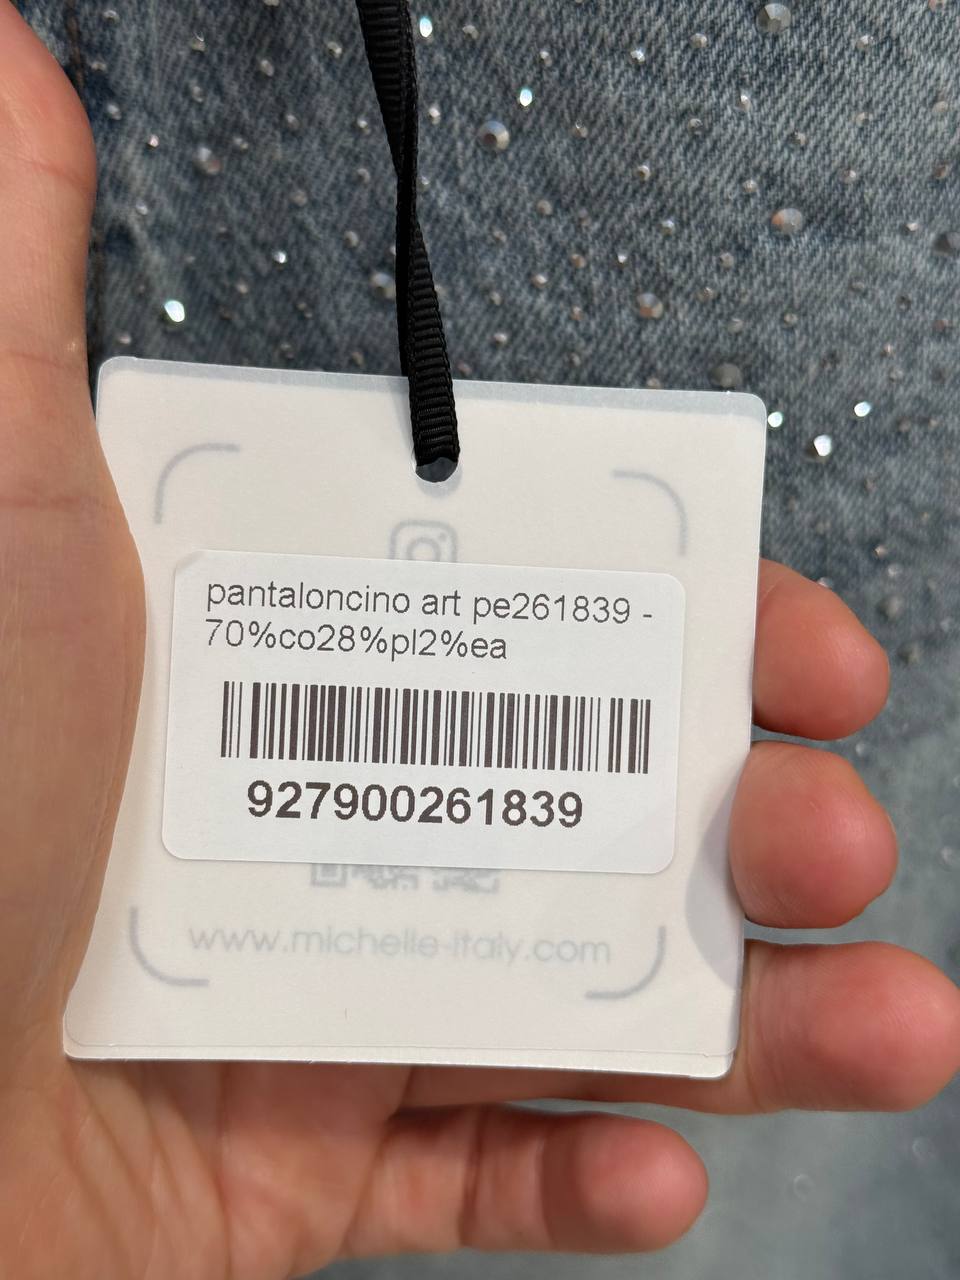 pantaloncino art pe261839 -
70%co28%pl2%ea
927900261839
www.michelle-italy.com